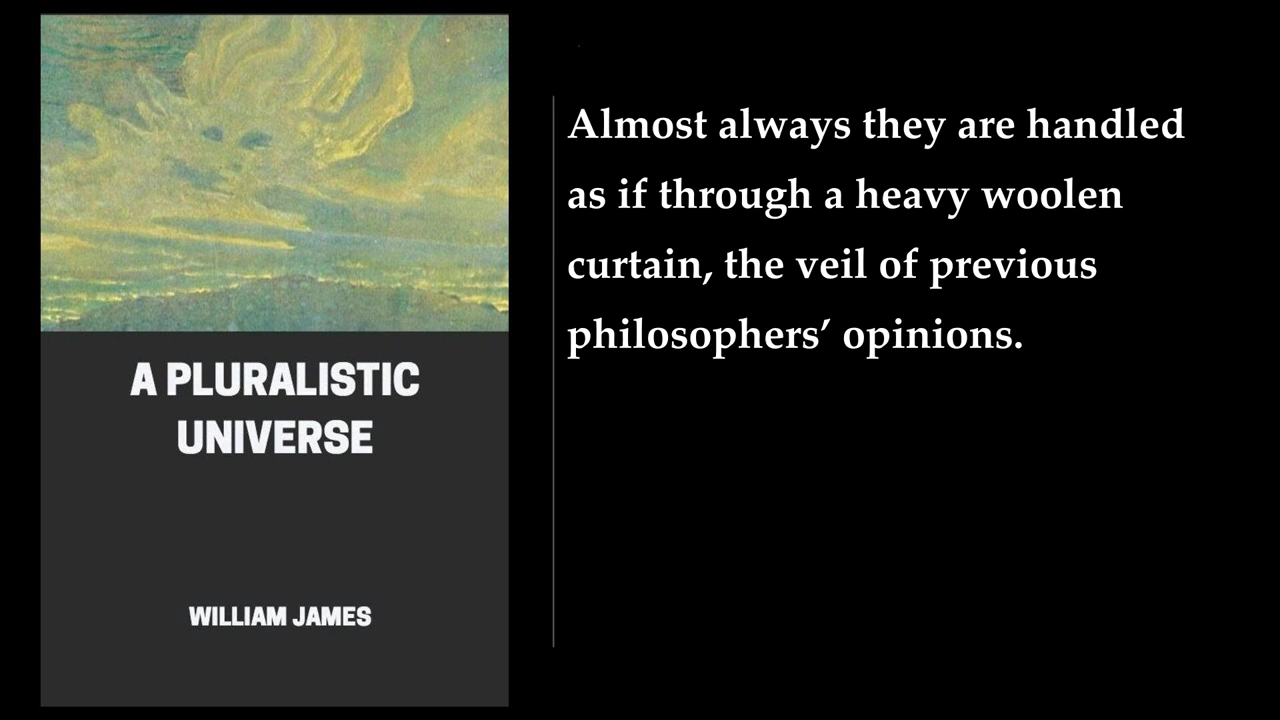 A PLURALISTIC
UNIVERSE
WILLIAM JAMES
Almost always they are handled
as if through a heavy woolen
curtain, the veil of previous
philosophers’ opinions.